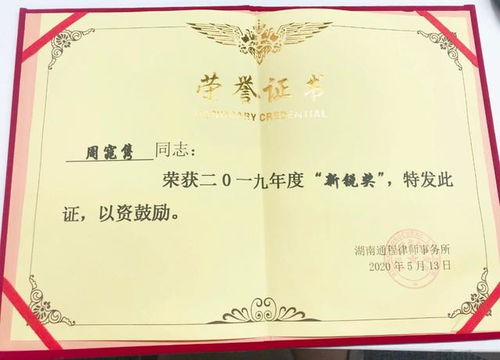 荣誉证书
HONORARY CREDENTIAL
周寬隽 同志：
荣获二0一九年度“新锐奖”，特发此
证，以资鼓励。
湖南通程律师事务所
2020年5月13日